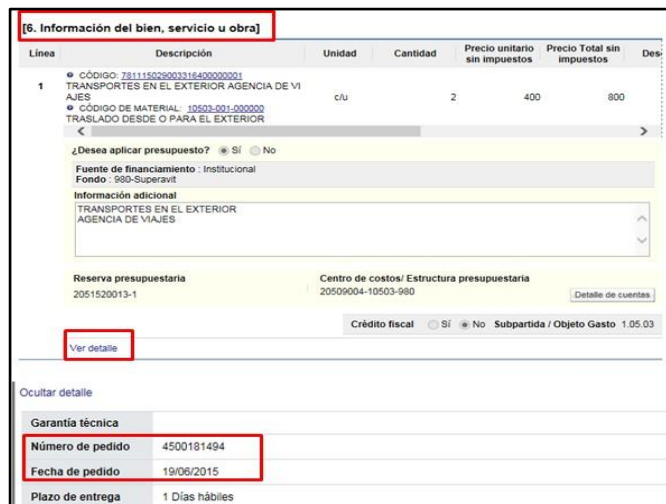 [6. Información del bien, servicio u obra]
Línea Descripción Unidad Cantidad Precio unitario sin impuestos Precio Total sin impuestos Des
1 CÓDIGO: 7811150290033164000000001
TRANSPORTES EN EL EXTERIOR AGENCIA DE VI
AJES c/u 2 400 800
CÓDIGO DE MATERIAL: 10503-001-000000
TRASLADO DESDE O PARA EL EXTERIOR
¿Desea aplicar presupuesto? Sí No
Fuente de financiamiento : Institucional
Fondo : 980-Superavit
Información adicional
TRANSPORTES EN EL EXTERIOR
AGENCIA DE VIAJES
Reserva presupuestaria Centro de costos/ Estructura presupuestaria
2051520013-1 20509004-10503-980 Detalle de cuentas
Crédito fiscal Sí No Subpartida / Objeto Gasto 1.05.03
Ver detalle
Ocultar detalle
Garantía técnica
Número de pedido 4500181494
Fecha de pedido 19/06/2015
Plazo de entrega 1 Días hábiles